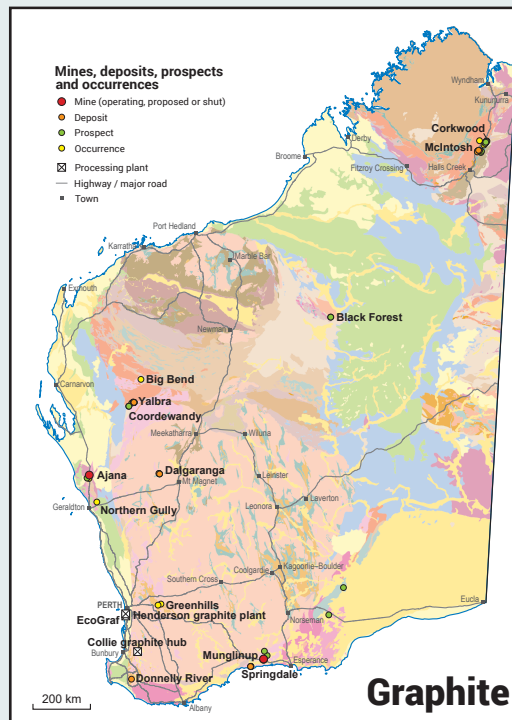 Mines, deposits, prospects
and occurrences
Mine (operating, proposed or shut)
Deposit
Prospect
Occurrence
Processing plant
Highway / major road
Town
Wyndham
Kununurra
Corkwood
McIntosh
Derby
Broome
Fitzroy Crossing
Halls Creek
Port Hedland
Karratha
Marble Bar
Exmouth
Black Forest
Newman
Big Bend
Carnarvon
Yalbra
Coordewandy
Meekatharra
Wiluna
Ajana
Dalgaranga
Mt Magnet
Leinster
Northern Gully
Geraldton
Leonora
Laverton
Coolgardie
Kagoorlie–Boulder
Southern Cross
PERTH
Greenhills
EcoGraf
Henderson graphite plant
Norseman
Eucla
Collie graphite hub
Bunbury
Munglinup
Esperance
Donnelly River
Springdale
Albany
200 km
Graphite